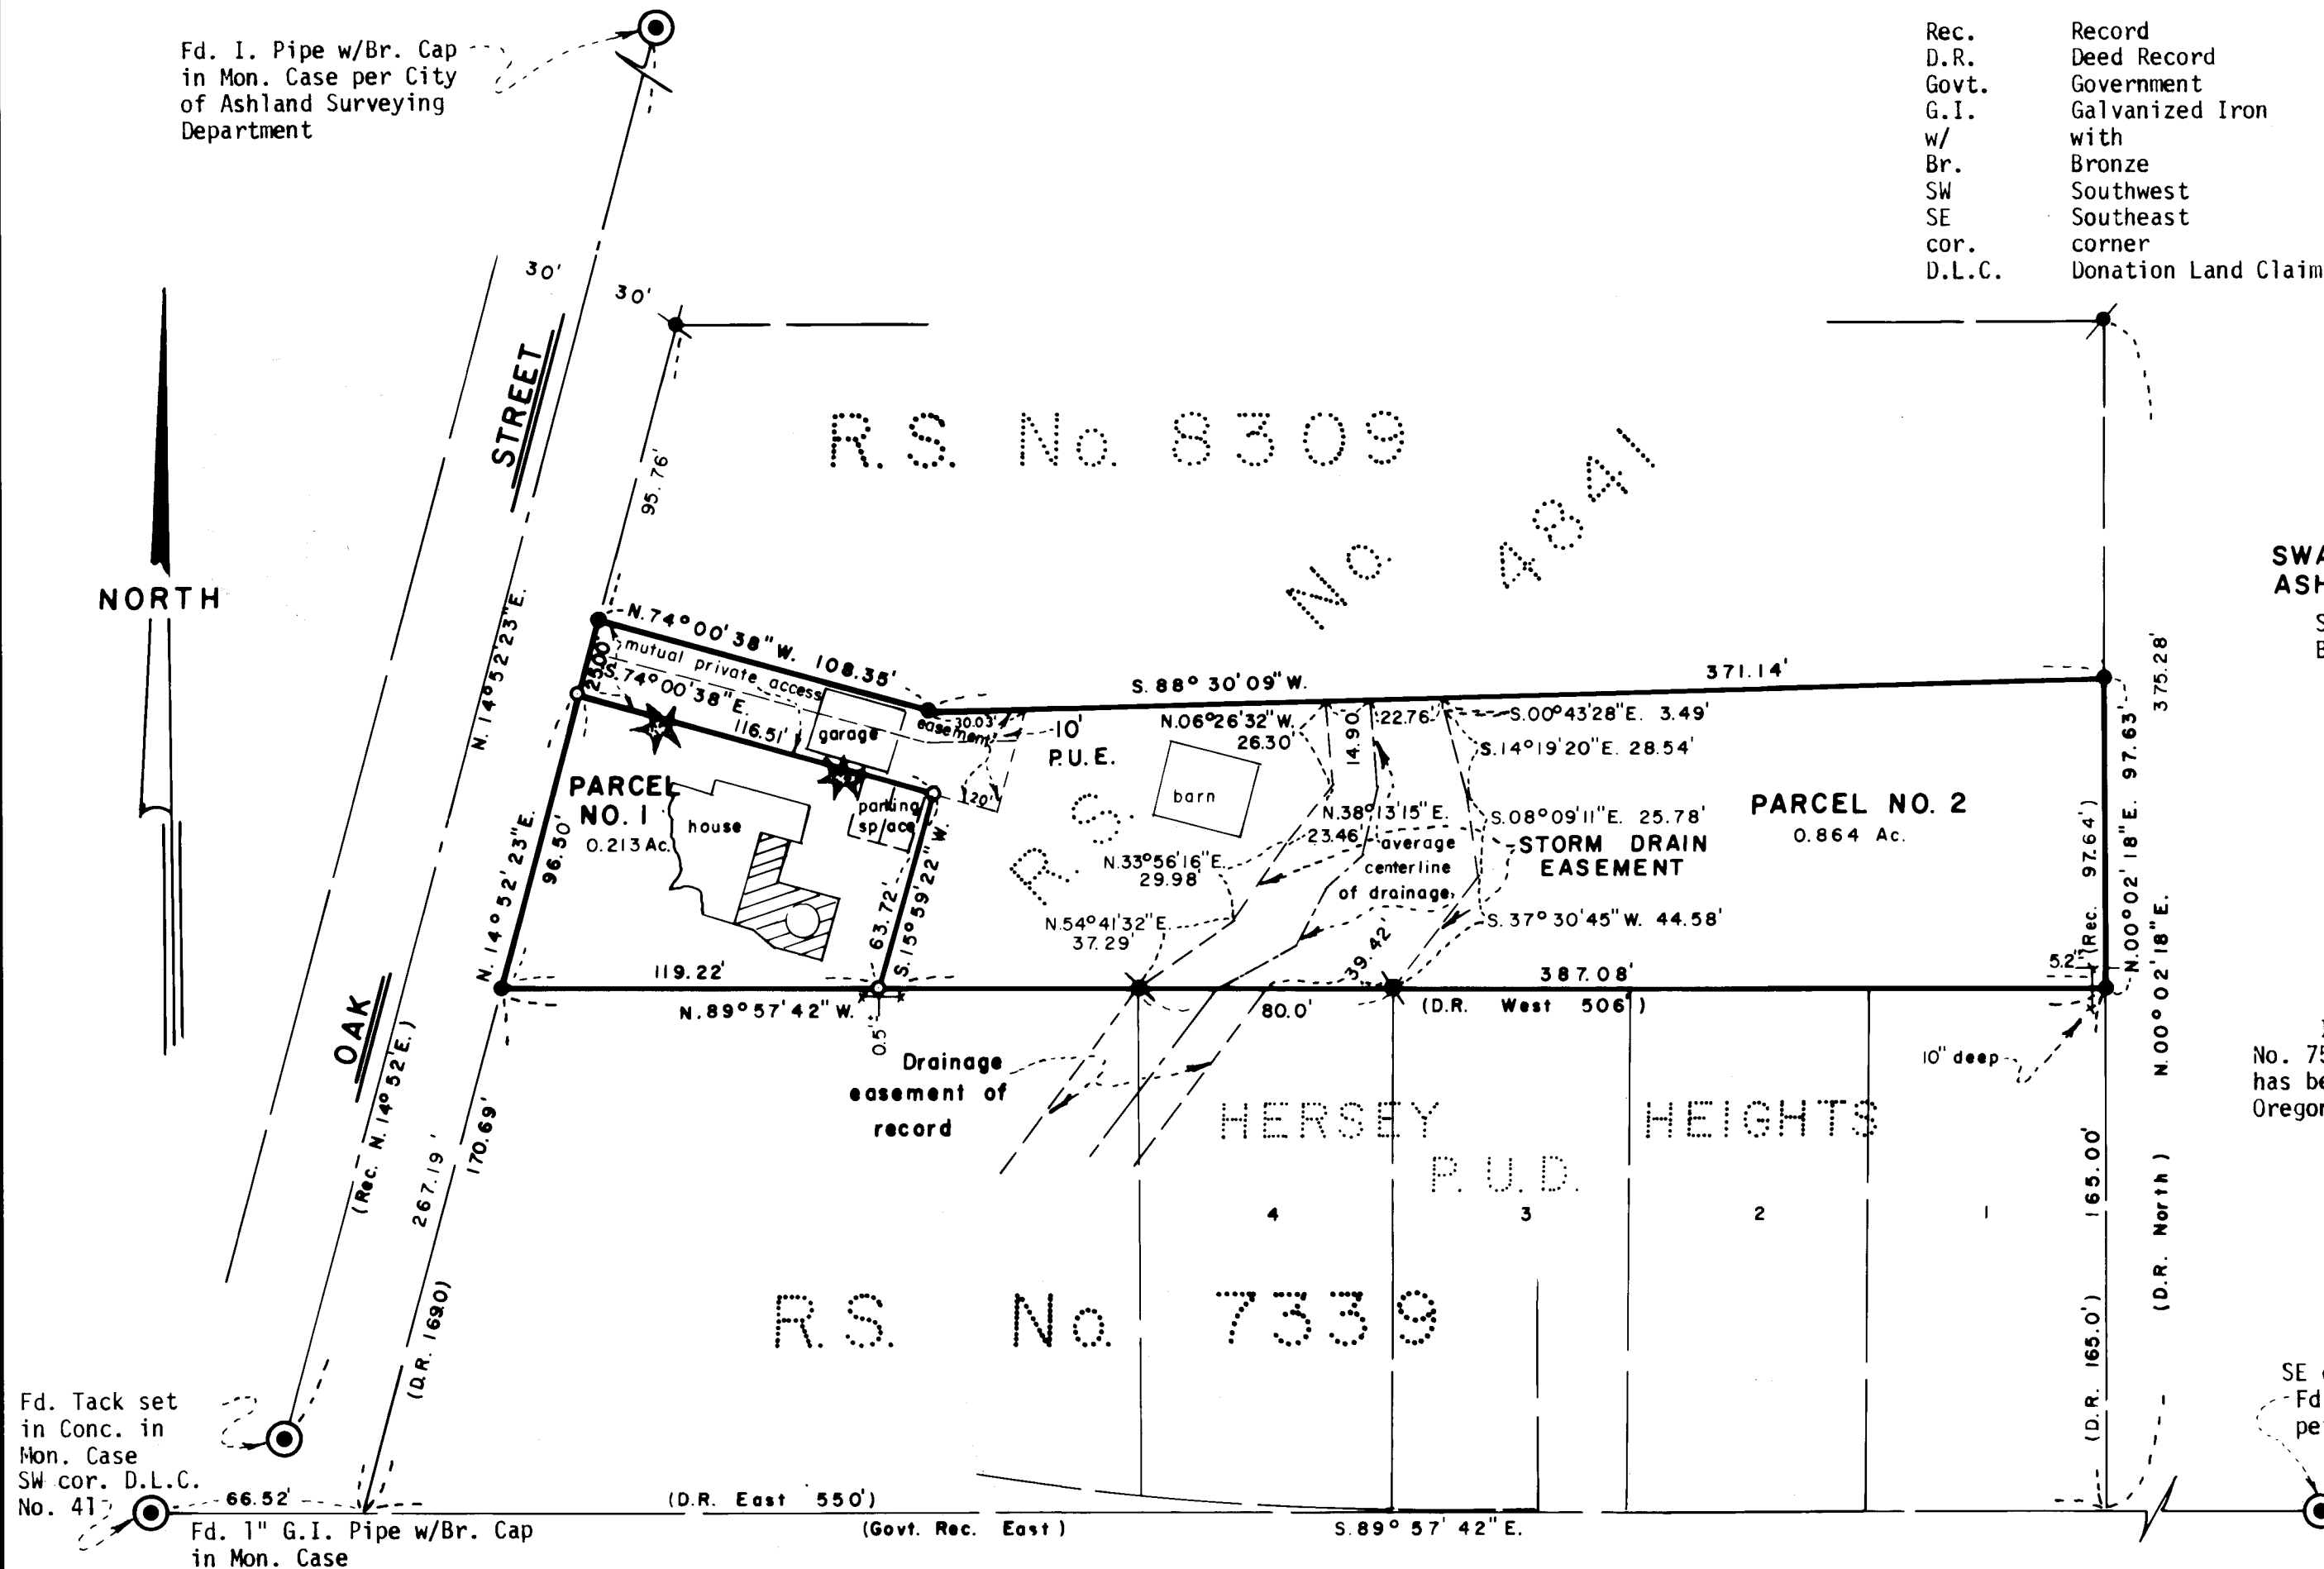 Fd. I. Pipe w/Br. Cap
in Mon. Case per City
of Ashland Surveying
Department
Rec. Record
D.R. Deed Record
Govt. Government
G.I. Galvanized Iron
w/ with
Br. Bronze
SW Southwest
SE Southeast
cor. corner
D.L.C. Donation Land Claim
30'
30'
STREET
95.76'
R.S. No. 8309
R.S. No. 4841
NORTH
N.14°52'23"E.
N.74°00'38"W. 108.35'
mutual private access
easement
25.00'
S.74°00'38"E.
116.51'
garage
30.03'
10'
P.U.E.
20'
S. 88° 30' 09" W.
371.14'
N.06°26'32"W.
26.30'
14.90
22.76'
S.00°43'28"E. 3.49'
S.14°19'20"E. 28.54'
barn
PARCEL
NO. 1
0.213 Ac.
house
parking
space
N.38°13'15"E.
23.46'
S.08°09'11"E. 25.78'
average
centerline
of drainage
STORM DRAIN
EASEMENT
PARCEL NO. 2
0.864 Ac.
N.33°56'16"E.
29.98'
N.54°41'32"E.
37.29'
S. 37° 30' 45" W. 44.58'
39.42'
N.14°52'23"E.
96.50'
63.72'
S.15°59'22"W.
119.22'
N.89°57'42"W.
0.5'±
80.0'
387.08'
(D.R. West 506')
5.2'
(Rec. 97.64')
N.00°02'18"E. 97.63'
375.28'
N.00°02'18"E.
(D.R. North)
SWA
ASH
S
No. 75
has be
Oregon
10" deep
OAK
(Rec. N.14°52'E.)
267.19'
170.69'
(D.R. 169.0)
Drainage
easement of
record
HERSEY HEIGHTS
P.U.D.
4 3 2 1
165.00'
(D.R. 165.0')
R.S. No. 7339
Fd. Tack set
in Conc. in
Mon. Case
SW cor. D.L.C.
No. 41
66.52'
Fd. 1" G.I. Pipe w/Br. Cap
in Mon. Case
(D.R. East 550')
(Govt. Rec. East)
S.89°57'42"E.
SE
Fd
pe